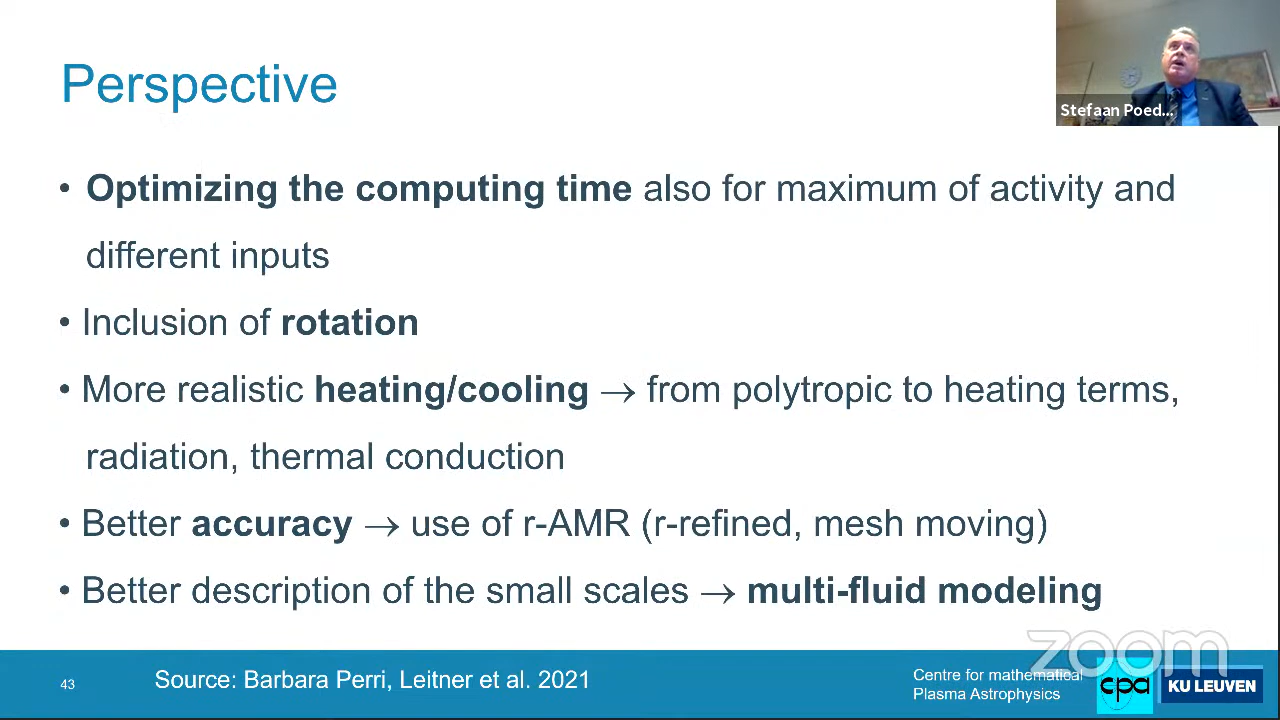 Perspective
Stefaan Poed...
• Optimizing the computing time also for maximum of activity and
different inputs
• Inclusion of rotation
• More realistic heating/cooling → from polytropic to heating terms,
radiation, thermal conduction
• Better accuracy → use of r-AMR (r-refined, mesh moving)
• Better description of the small scales → multi-fluid modeling
zoom
43
Source: Barbara Perri, Leitner et al. 2021
Centre for mathematical
Plasma Astrophysics
cpa
KU LEUVEN